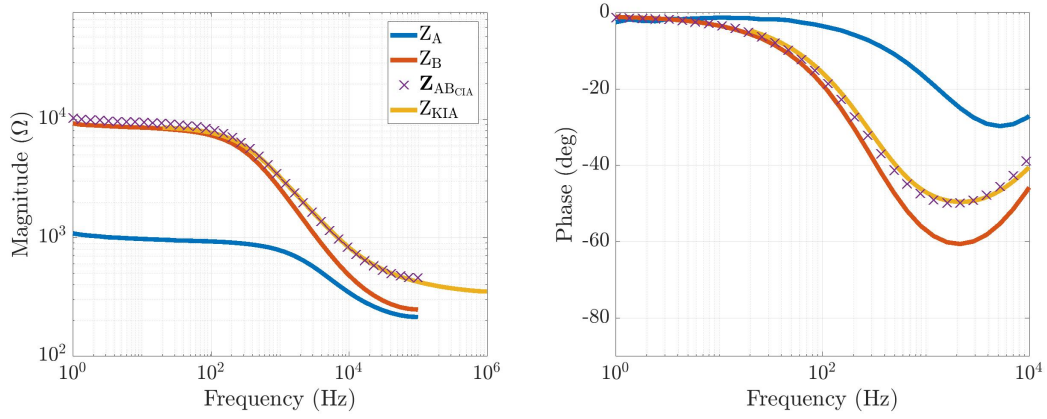 Z_A
Z_B
Z_AB_CIA
Z_KIA
10^4
10^3
10^2
Magnitude (Ω)
10^0 10^2 10^4 10^6
Frequency (Hz)
0
-20
-40
-60
-80
Phase (deg)
10^0 10^2 10^4
Frequency (Hz)